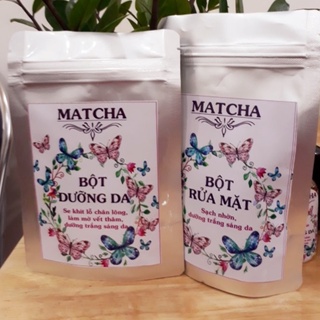 MATCHA
BỘT
DƯỠNG DA
Se khít lỗ chân lông,
làm mờ vết thâm,
dưỡng trắng sáng da
MATCHA
BỘT
RỬA MẶT
Sạch nhờn,
dưỡng trắng sáng da